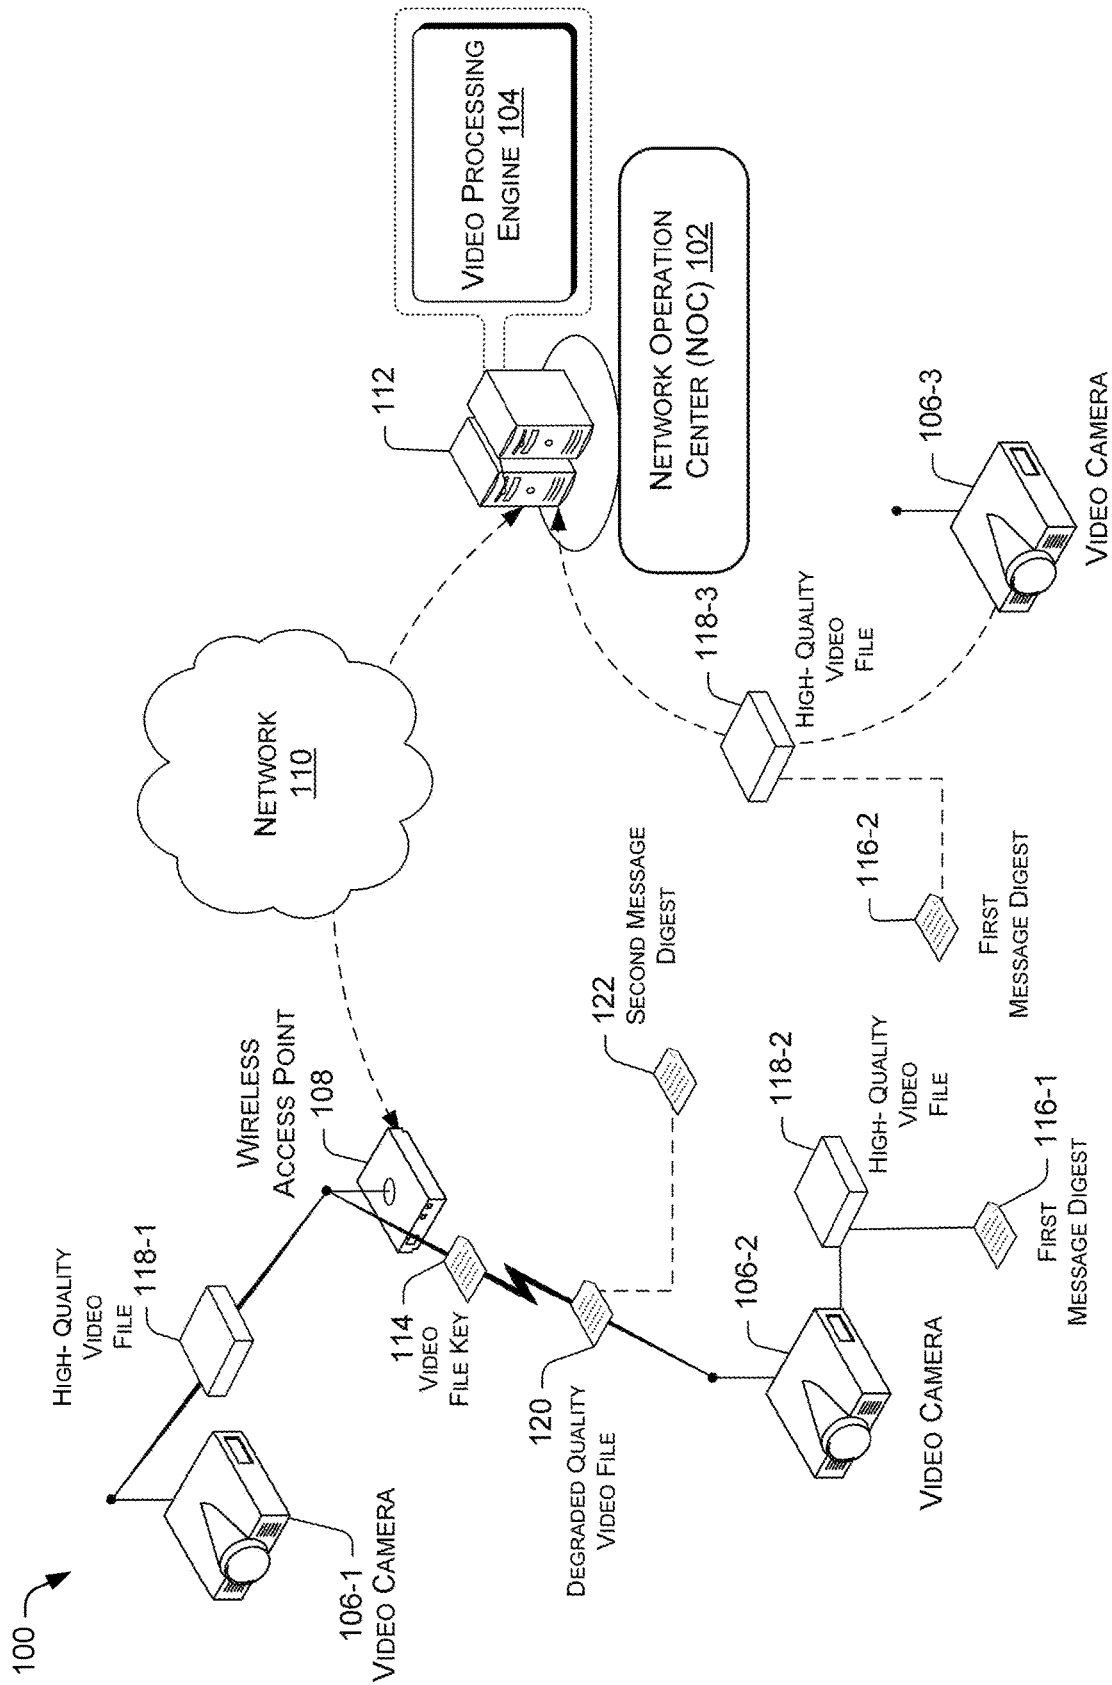 100
106-1
VIDEO CAMERA
HIGH- QUALITY
VIDEO
FILE
118-1
WIRELESS
ACCESS POINT
108
NETWORK
110
112
VIDEO PROCESSING
ENGINE 104
NETWORK OPERATION
CENTER (NOC) 102
114
VIDEO
FILE KEY
120
DEGRADED QUALITY
VIDEO FILE
122
SECOND MESSAGE
DIGEST
106-2
VIDEO CAMERA
118-2
HIGH- QUALITY
VIDEO
FILE
116-1
FIRST
MESSAGE DIGEST
118-3
HIGH- QUALITY
VIDEO
FILE
116-2
FIRST
MESSAGE DIGEST
106-3
VIDEO CAMERA